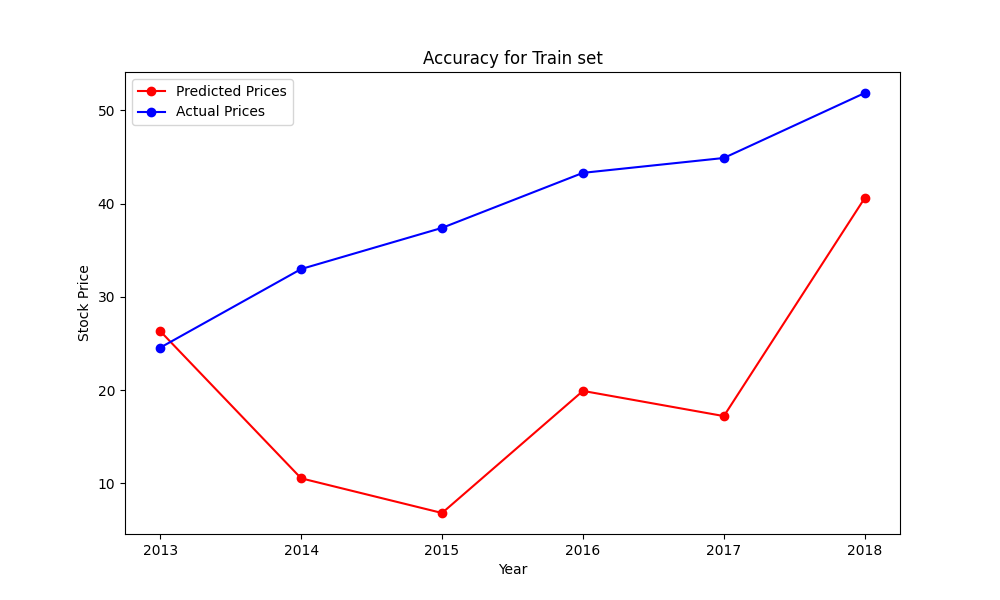 Accuracy for Train set
Predicted Prices
Actual Prices
50
40
30
20
10
Stock Price
2013 2014 2015 2016 2017 2018
Year